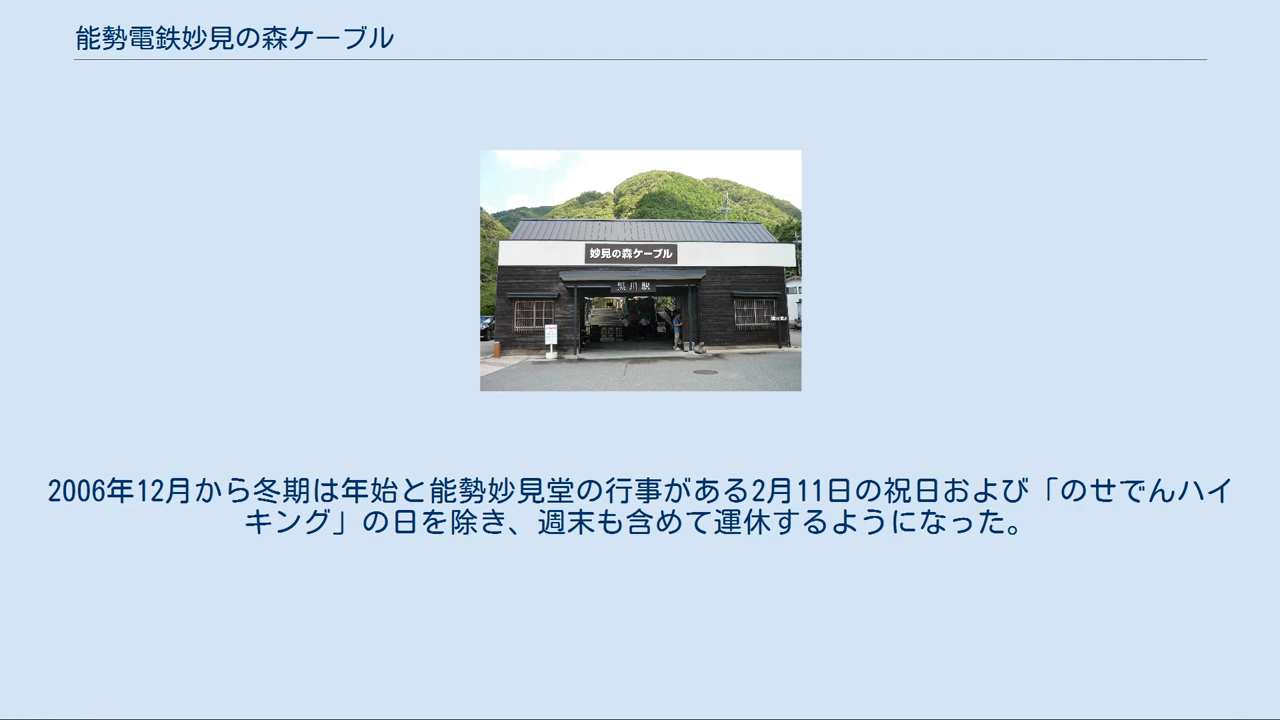 能勢電鉄妙見の森ケーブル
妙見の森ケーブル
黒川駅
2006年12月から冬期は年始と能勢妙見堂の行事がある2月11日の祝日および「のせでんハイ
キング」の日を除き、週末も含めて運休するようになった。